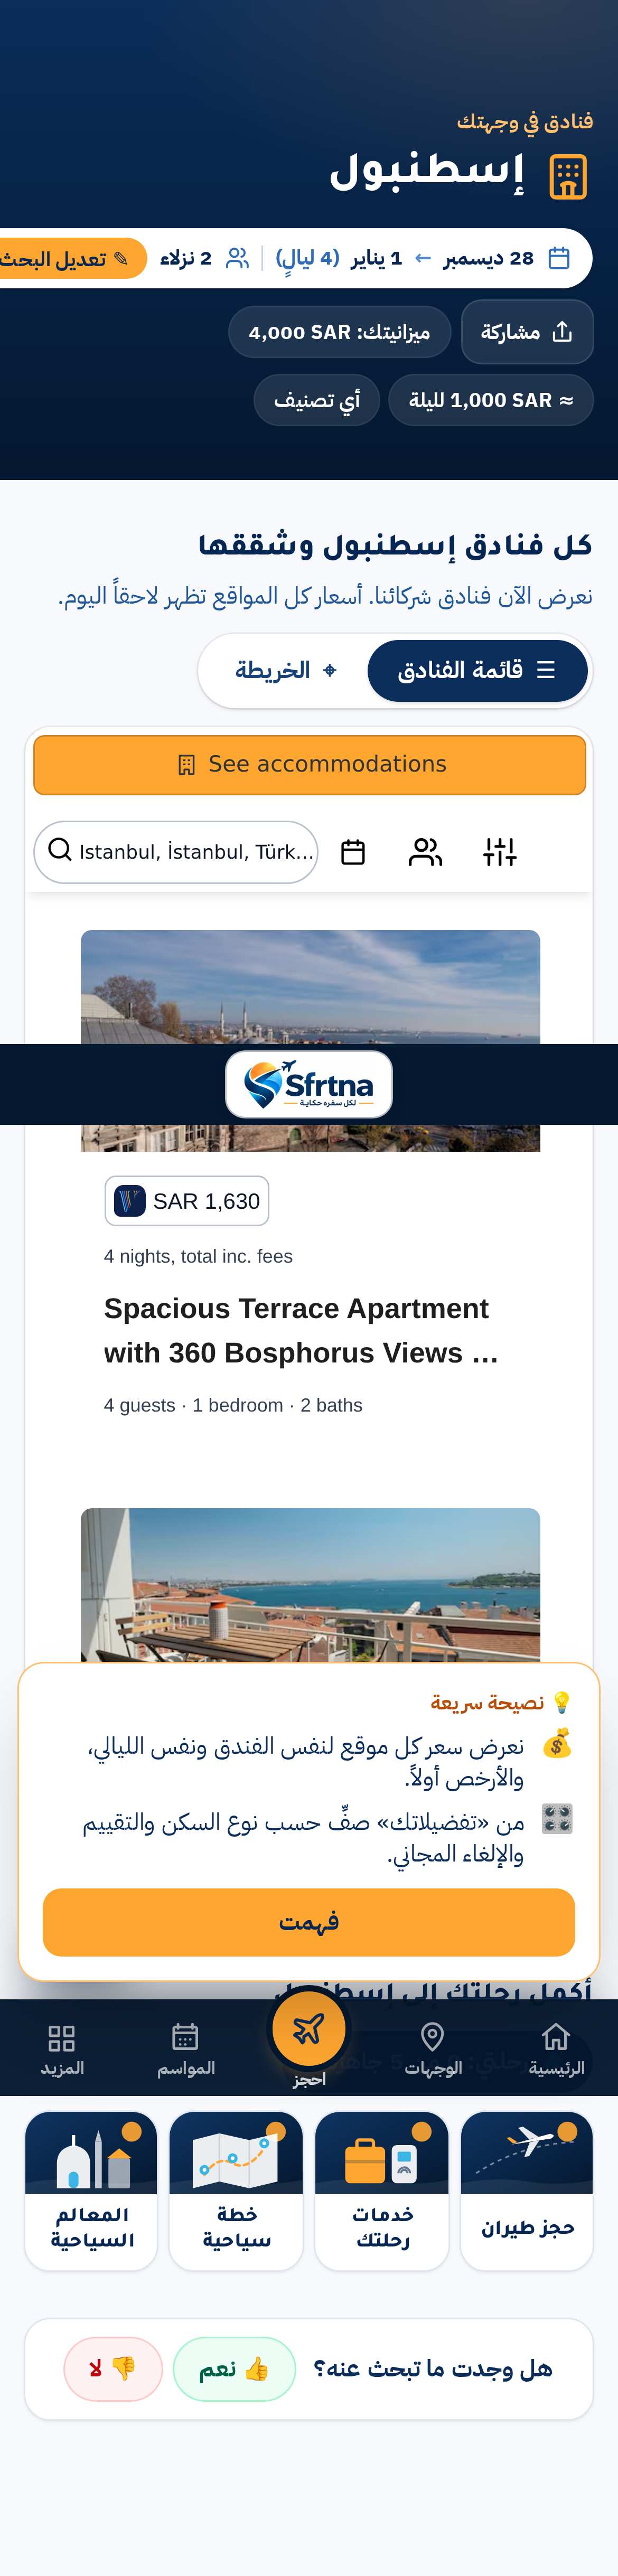 فنادق في وجهتك
إسطنبول
28 ديسمبر ← 1 يناير (4 ليالٍ) 2 نزلاء ✎ تعديل البحث
مشاركة
ميزانيتك: 4,000 SAR
≈ 1,000 SAR لليلة
أي تصنيف
كل فنادق إسطنبول وشققها
نعرض الآن فنادق شركائنا. أسعار كل المواقع تظهر لاحقاً اليوم.
☰ قائمة الفنادق
⌖ الخريطة
See accommodations
Istanbul, İstanbul, Türk...
Sfrtna
لكل سفره حكاية
SAR 1,630
4 nights, total inc. fees
Spacious Terrace Apartment
with 360 Bosphorus Views ...
4 guests · 1 bedroom · 2 baths
💡 نصيحة سريعة
💰 نعرض سعر كل موقع لنفس الفندق ونفس الليالي،
والأرخص أولاً.
🎛️ من «تفضيلاتك» صفِّ حسب نوع السكن والتقييم
والإلغاء المجاني.
فهمت
أكمل رحلتك إلى إسطنبول
الرئيسية
الوجهات
احجز
المواسم
المزيد
حجز طيران
خدمات
رحلتك
خطة
سياحية
المعالم
السياحية
هل وجدت ما تبحث عنه؟
👍 نعم
👎 لا